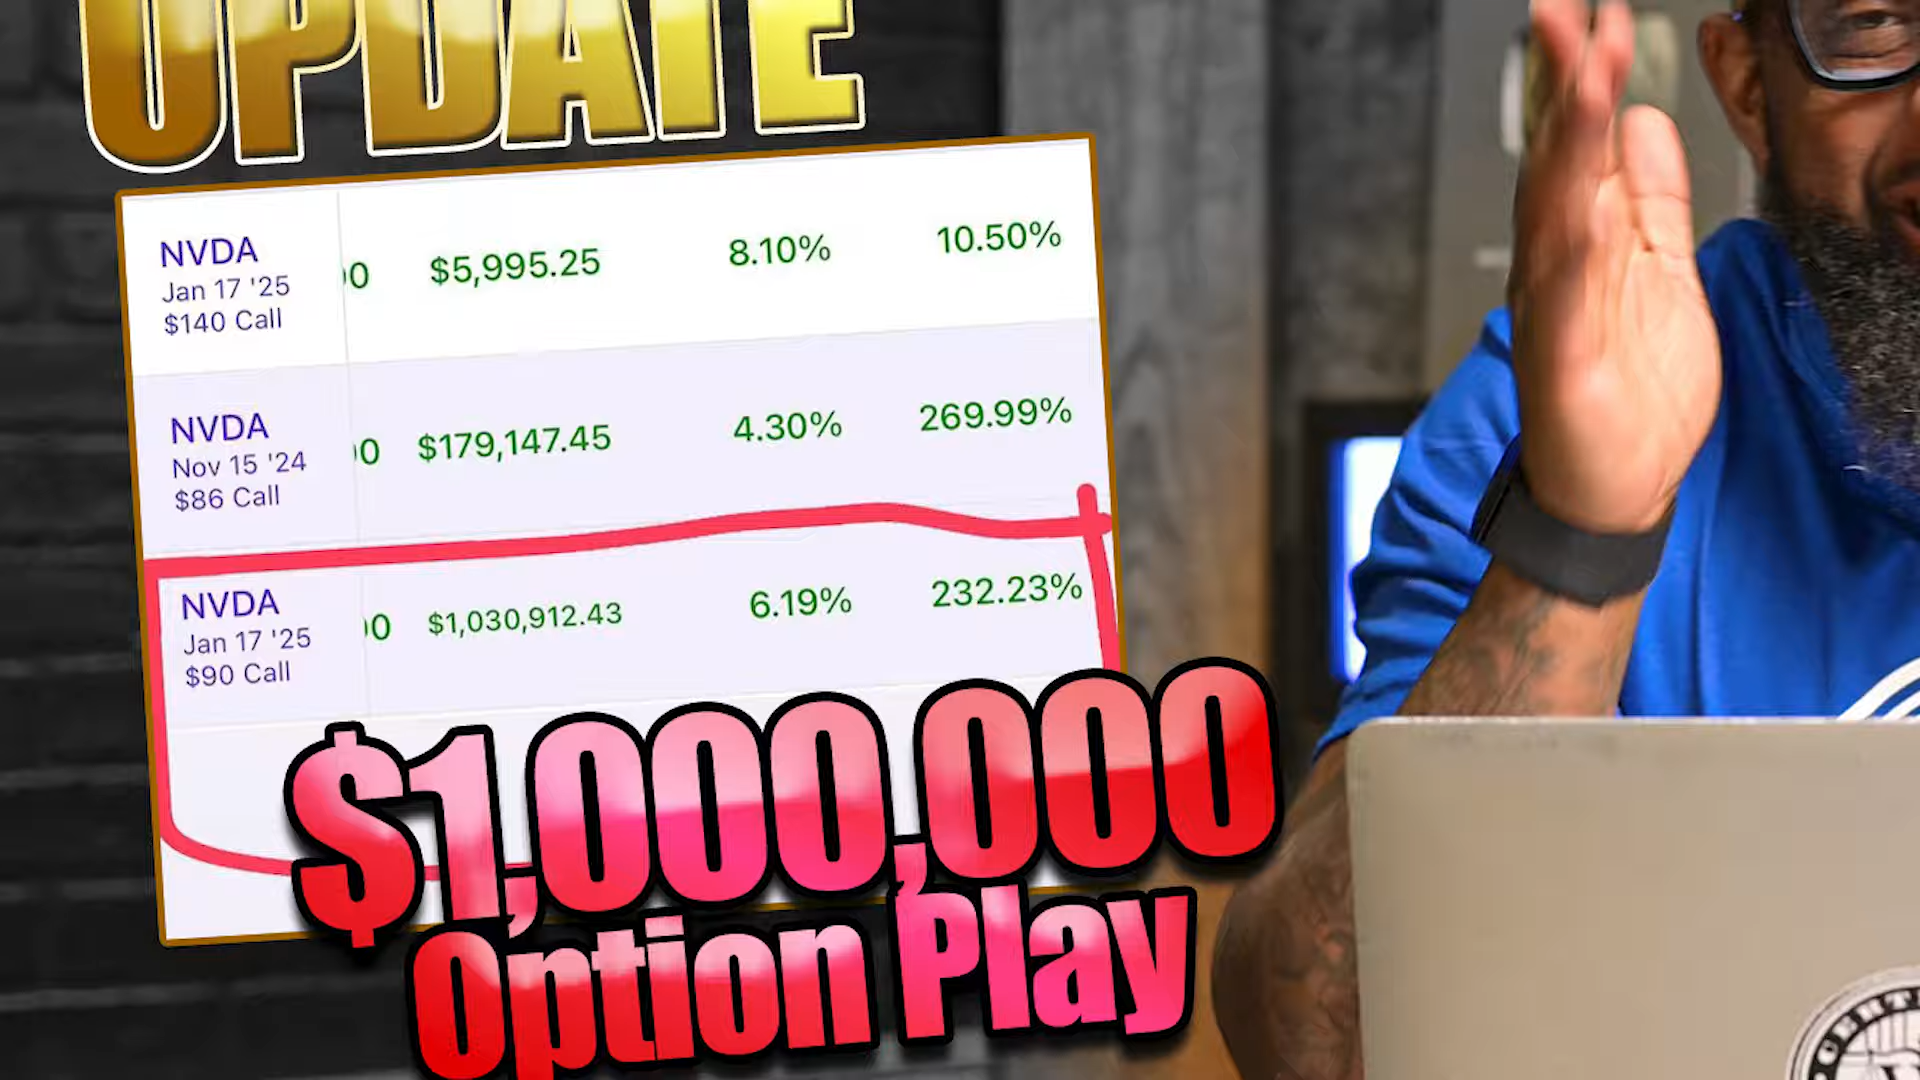 UPDATE
NVDA
Jan 17 '25
$140 Call
$5,995.25
8.10%
10.50%
NVDA
Nov 15 '24
$86 Call
$179,147.45
4.30%
269.99%
NVDA
Jan 17 '25
$90 Call
$1,030,912.43
6.19%
232.23%
$1,000,000
Option Play